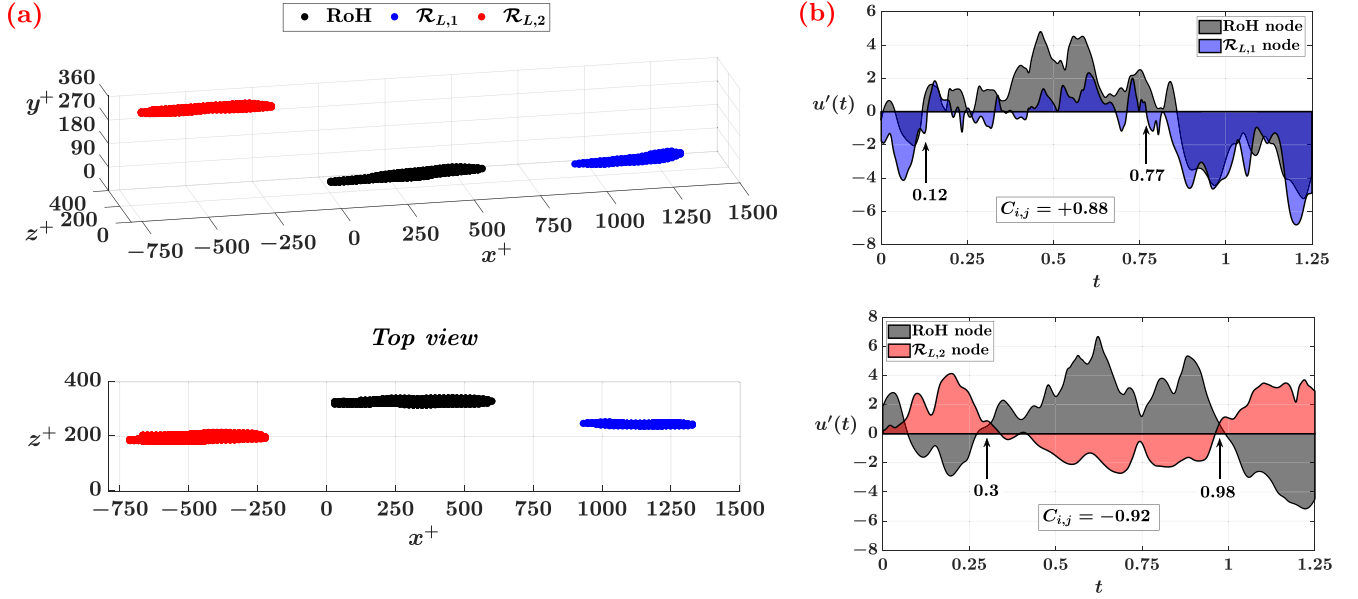 (a)
RoH R_{L,1} R_{L,2}
y⁺
360
270
180
90
0
z⁺
400
200
0
−750 −500 −250 0 250 500 750 1000 1250 1500
x⁺
Top view
z⁺
400
200
0
−750 −500 −250 0 250 500 750 1000 1250 1500
x⁺
(b)
RoH node
R_{L,1} node
u′(t)
6
4
2
0
−2
−4
−6
−8
0.12
0.77
C_{i,j} = +0.88
0 0.25 0.5 0.75 1 1.25
t
RoH node
R_{L,2} node
u′(t)
8
6
4
2
0
−2
−4
−6
−8
0.3
0.98
C_{i,j} = −0.92
0 0.25 0.5 0.75 1 1.25
t